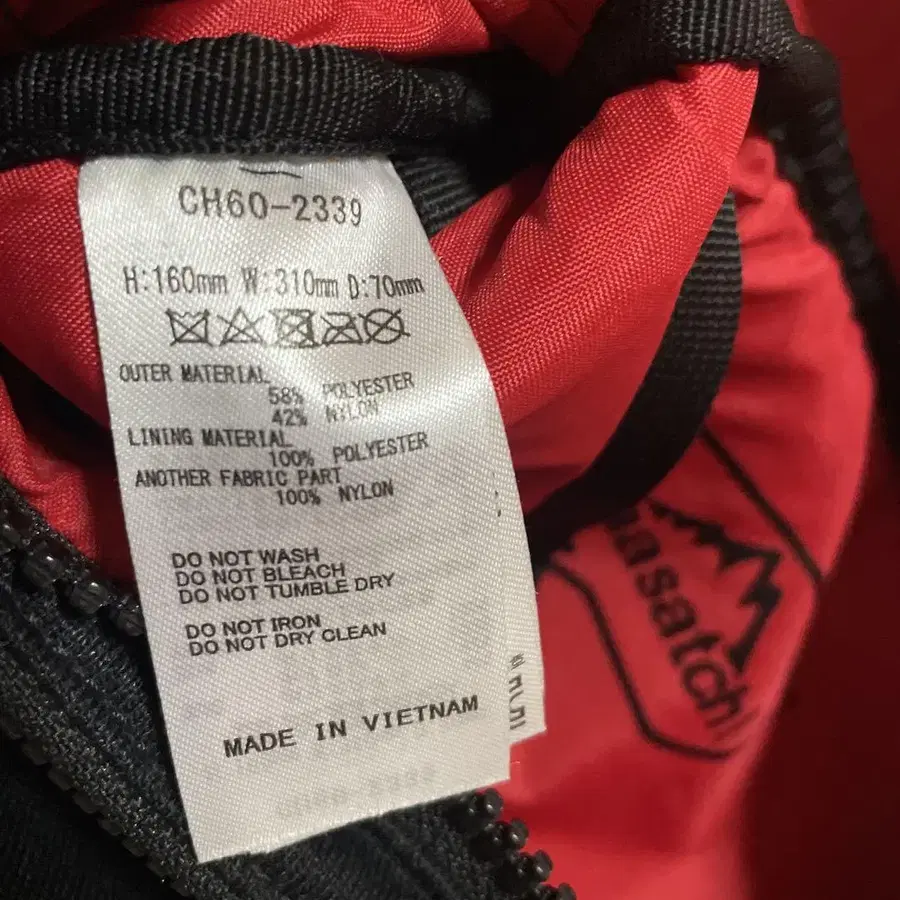 CH60-2339
H:160mm W:310mm D:70mm
OUTER MATERIAL
58% POLYESTER
42% NYLON
LINING MATERIAL
100% POLYESTER
ANOTHER FABRIC PART
100% NYLON
DO NOT WASH
DO NOT BLEACH
DO NOT TUMBLE DRY
DO NOT IRON
DO NOT DRY CLEAN
MADE IN VIETNAM
asatch